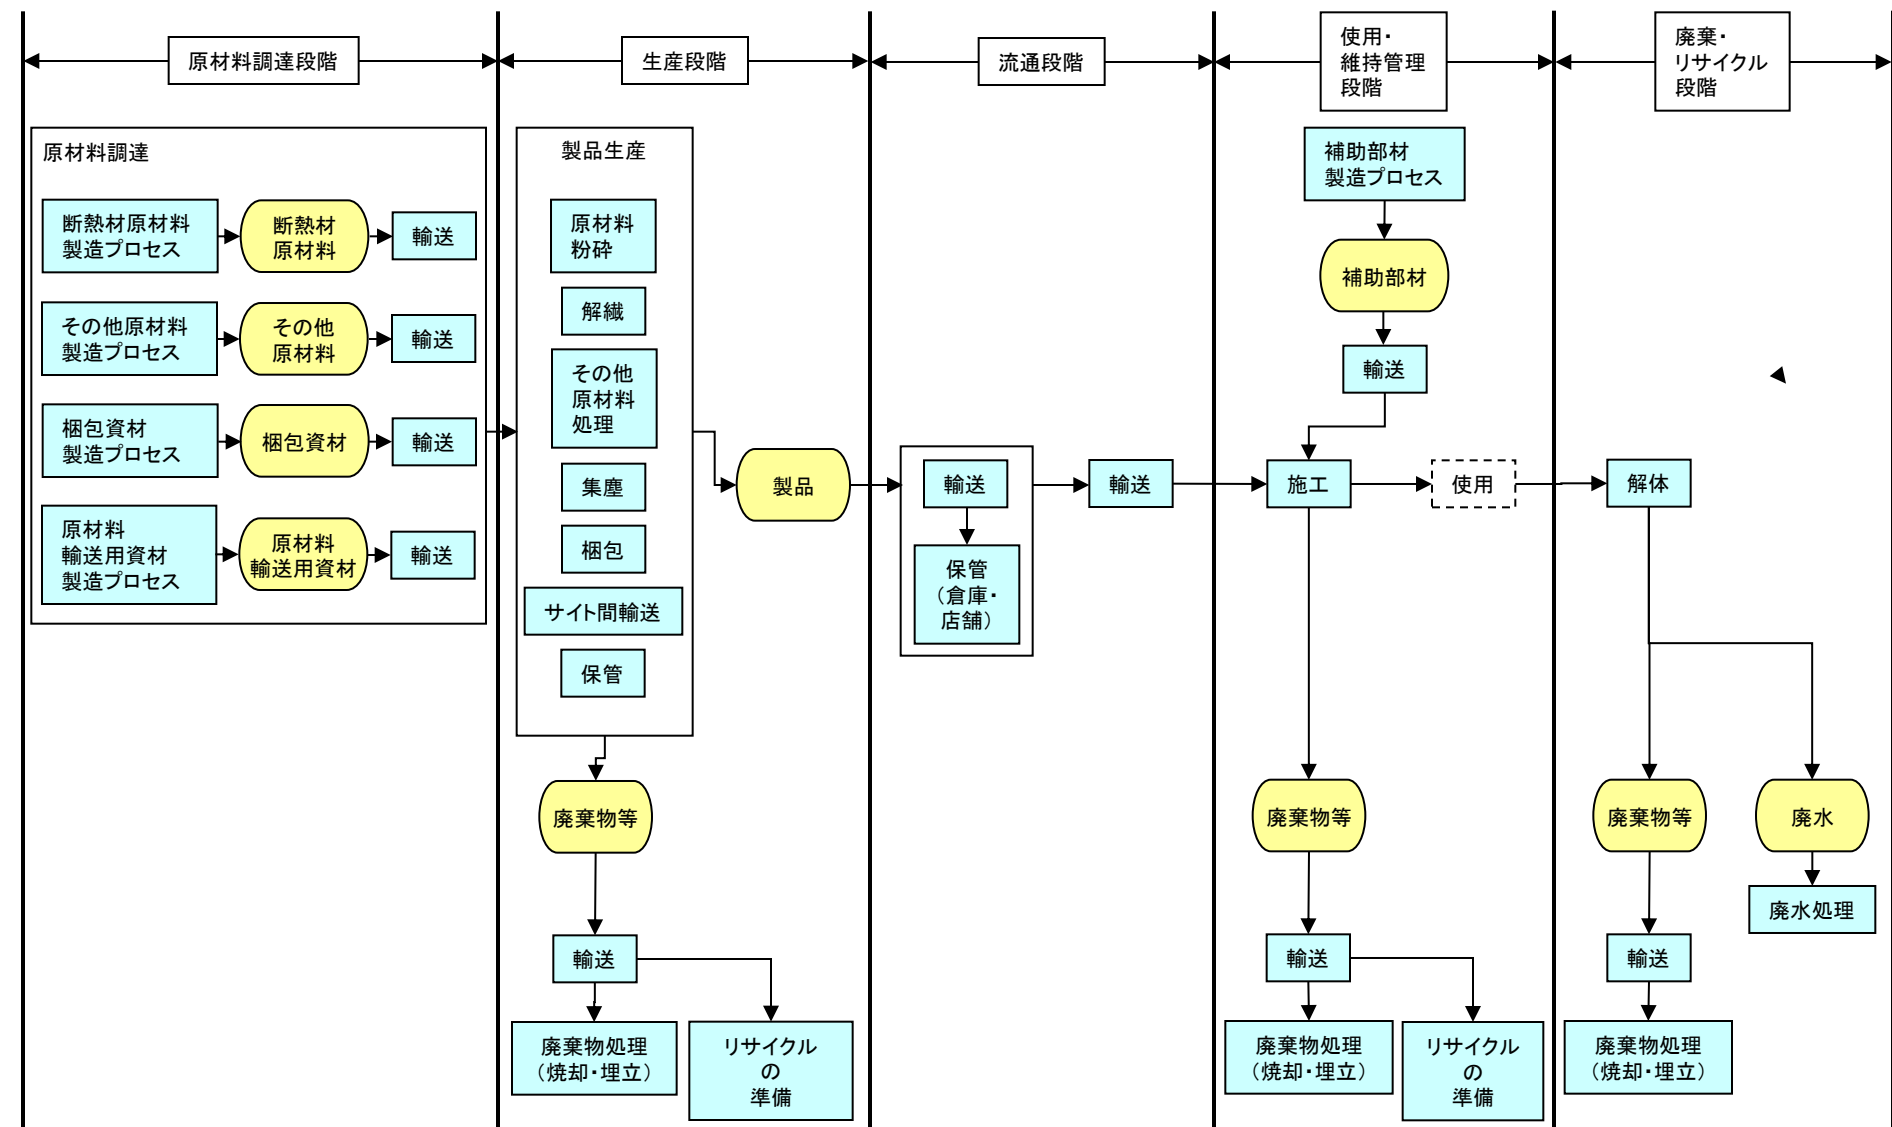 原材料調達段階
生産段階
流通段階
使用・
維持管理
段階
廃棄・
リサイクル
段階
原材料調達
断熱材原材料
製造プロセス
断熱材
原材料
輸送
その他原材料
製造プロセス
その他
原材料
輸送
梱包資材
製造プロセス
梱包資材
輸送
原材料
輸送用資材
製造プロセス
原材料
輸送用資材
輸送
製品生産
原材料
粉砕
解繊
その他
原材料
処理
集塵
梱包
サイト間輸送
保管
製品
廃棄物等
輸送
廃棄物処理
（焼却・埋立）
リサイクル
の
準備
輸送
保管
（倉庫・
店舗）
輸送
補助部材
製造プロセス
補助部材
輸送
施工
使用
廃棄物等
輸送
廃棄物処理
（焼却・埋立）
リサイクル
の
準備
解体
廃棄物等
輸送
廃棄物処理
（焼却・埋立）
廃水
廃水処理